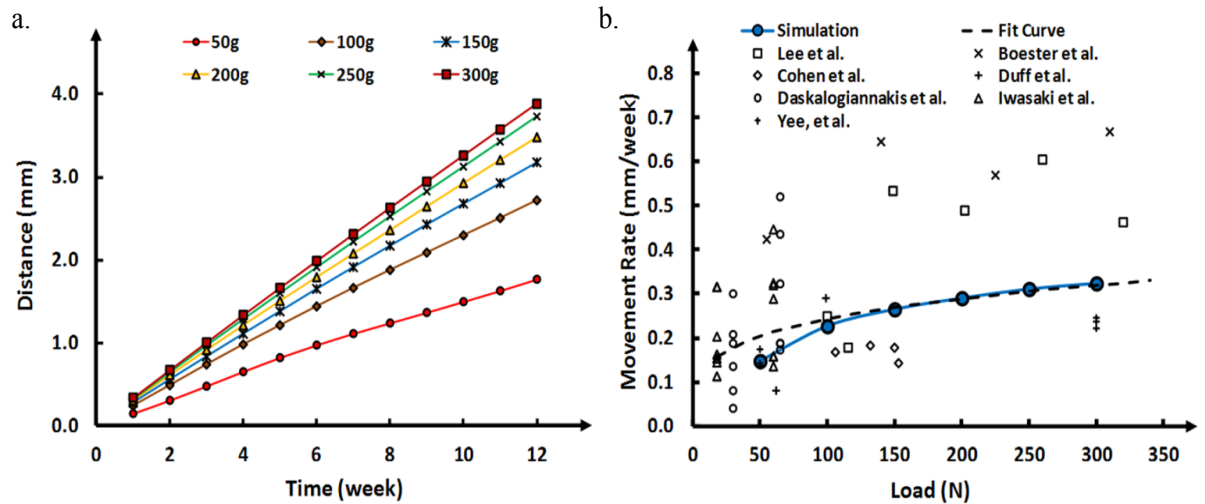 a.
50g 100g 150g
200g 250g 300g
Distance (mm)
4.0
3.0
2.0
1.0
0.0
0 2 4 6 8 10 12
Time (week)
b.
Simulation Fit Curve
Lee et al. Boester et al.
Cohen et al. Duff et al.
Daskalogiannakis et al. Iwasaki et al.
Yee, et al.
Movement Rate (mm/week)
0.8
0.7
0.6
0.5
0.4
0.3
0.2
0.1
0.0
0 50 100 150 200 250 300 350
Load (N)